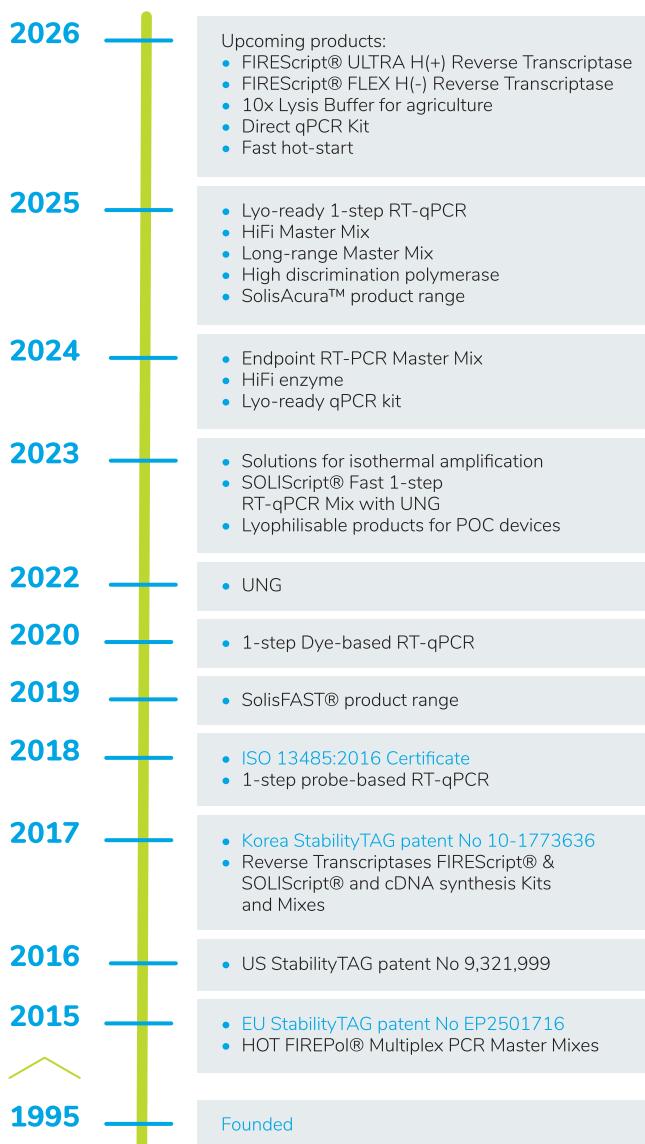 2026
Upcoming products:
• FIREScript® ULTRA H(+) Reverse Transcriptase
• FIREScript® FLEX H(-) Reverse Transcriptase
• 10x Lysis Buffer for agriculture
• Direct qPCR Kit
• Fast hot-start
2025
• Lyo-ready 1-step RT-qPCR
• HiFi Master Mix
• Long-range Master Mix
• High discrimination polymerase
• SolisAcura™ product range
2024
• Endpoint RT-PCR Master Mix
• HiFi enzyme
• Lyo-ready qPCR kit
2023
• Solutions for isothermal amplification
• SOLIScript® Fast 1-step
RT-qPCR Mix with UNG
• Lyophilisable products for POC devices
2022
• UNG
2020
• 1-step Dye-based RT-qPCR
2019
• SolisFAST® product range
2018
• ISO 13485:2016 Certificate
• 1-step probe-based RT-qPCR
2017
• Korea StabilityTAG patent No 10-1773636
• Reverse Transcriptases FIREScript® &
SOLIScript® and cDNA synthesis Kits
and Mixes
2016
• US StabilityTAG patent No 9,321,999
2015
• EU StabilityTAG patent No EP2501716
• HOT FIREPol® Multiplex PCR Master Mixes
1995
Founded